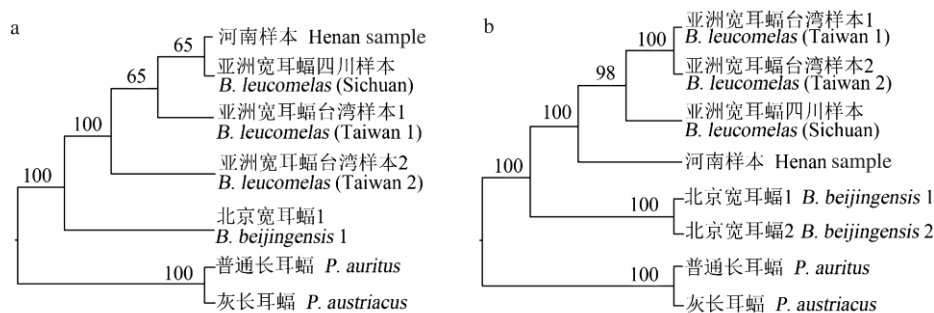 a
河南样本 Henan sample
65
亚洲宽耳蝠四川样本
B. leucomelas (Sichuan)
65
亚洲宽耳蝠台湾样本1
B. leucomelas (Taiwan 1)
100
亚洲宽耳蝠台湾样本2
B. leucomelas (Taiwan 2)
100
北京宽耳蝠1
B. beijingensis 1
普通长耳蝠 P. auritus
100
灰长耳蝠 P. austriacus
b
亚洲宽耳蝠台湾样本1
B. leucomelas (Taiwan 1)
100
亚洲宽耳蝠台湾样本2
B. leucomelas (Taiwan 2)
98
亚洲宽耳蝠四川样本
B. leucomelas (Sichuan)
100
河南样本 Henan sample
100
北京宽耳蝠1 B. beijingensis 1
100
北京宽耳蝠2 B. beijingensis 2
普通长耳蝠 P. auritus
100
灰长耳蝠 P. austriacus